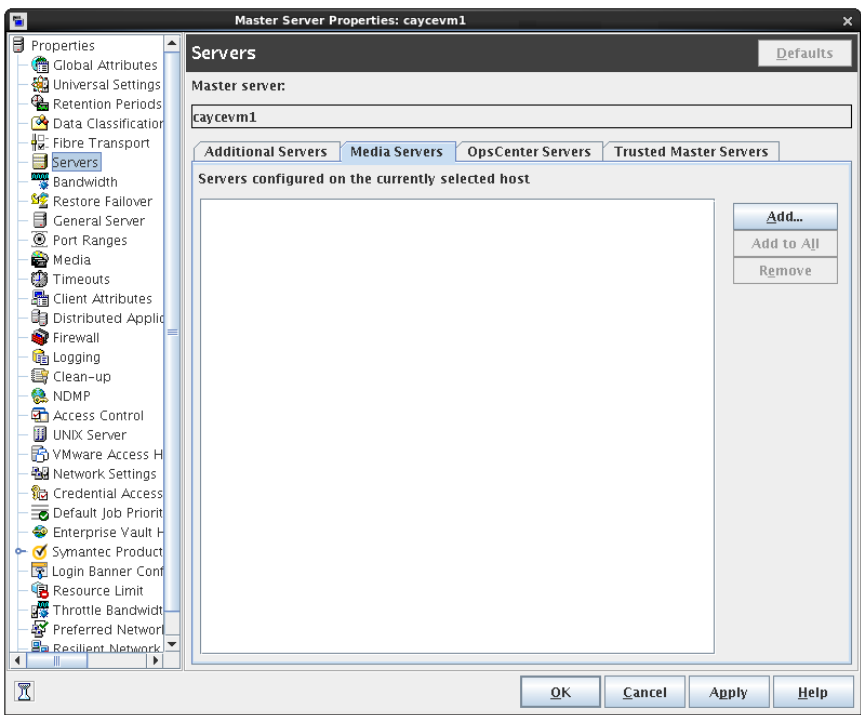 Master Server Properties: caycevm1
Properties
Global Attributes
Universal Settings
Retention Periods
Data Classification
Fibre Transport
Servers
Bandwidth
Restore Failover
General Server
Port Ranges
Media
Timeouts
Client Attributes
Distributed Applic
Firewall
Logging
Clean-up
NDMP
Access Control
UNIX Server
VMware Access H
Network Settings
Credential Access
Default Job Priorit
Enterprise Vault H
Symantec Product
Login Banner Conf
Resource Limit
Throttle Bandwidt
Preferred Networl
Resilient Network
Servers
Defaults
Master server:
caycevm1
Additional Servers Media Servers OpsCenter Servers Trusted Master Servers
Servers configured on the currently selected host
Add...
Add to All
Remove
OK Cancel Apply Help